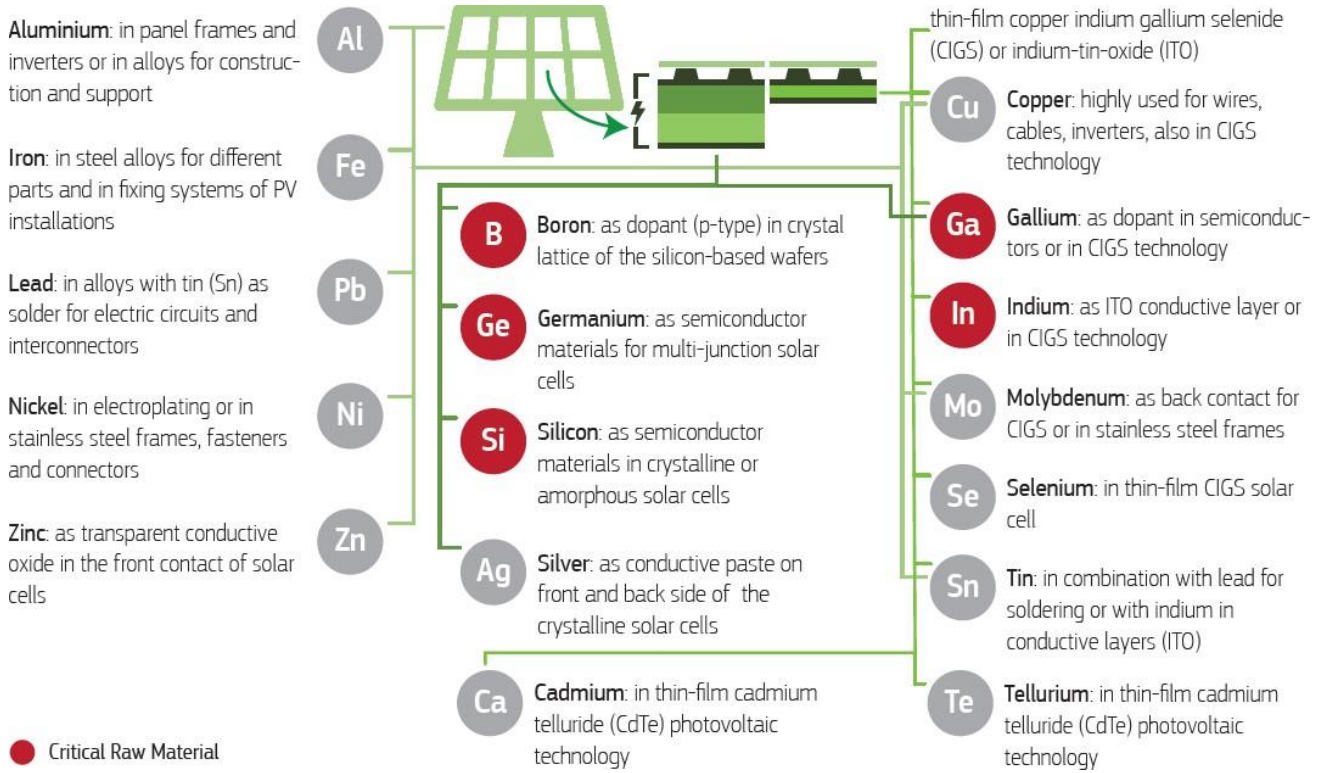 Aluminium: in panel frames and
inverters or in alloys for construc-
tion and support
Al
Iron: in steel alloys for different
parts and in fixing systems of PV
installations
Fe
Lead: in alloys with tin (Sn) as
solder for electric circuits and
interconnectors
Pb
Nickel: in electroplating or in
stainless steel frames, fasteners
and connectors
Ni
Zinc: as transparent conductive
oxide in the front contact of solar
cells
Zn
B
Boron: as dopant (p-type) in crystal
lattice of the silicon-based wafers
Ge
Germanium: as semiconductor
materials for multi-junction solar
cells
Si
Silicon: as semiconductor
materials in crystalline or
amorphous solar cells
Ag
Silver: as conductive paste on
front and back side of the
crystalline solar cells
Ca
Cadmium: in thin-film cadmium
telluride (CdTe) photovoltaic
technology
thin-film copper indium gallium selenide
(CIGS) or indium-tin-oxide (ITO)
Cu
Copper: highly used for wires,
cables, inverters, also in CIGS
technology
Ga
Gallium: as dopant in semiconduc-
tors or in CIGS technology
In
Indium: as ITO conductive layer or
in CIGS technology
Mo
Molybdenum: as back contact for
CIGS or in stainless steel frames
Se
Selenium: in thin-film CIGS solar
cell
Sn
Tin: in combination with lead for
soldering or with indium in
conductive layers (ITO)
Te
Tellurium: in thin-film cadmium
telluride (CdTe) photovoltaic
technology
Critical Raw Material